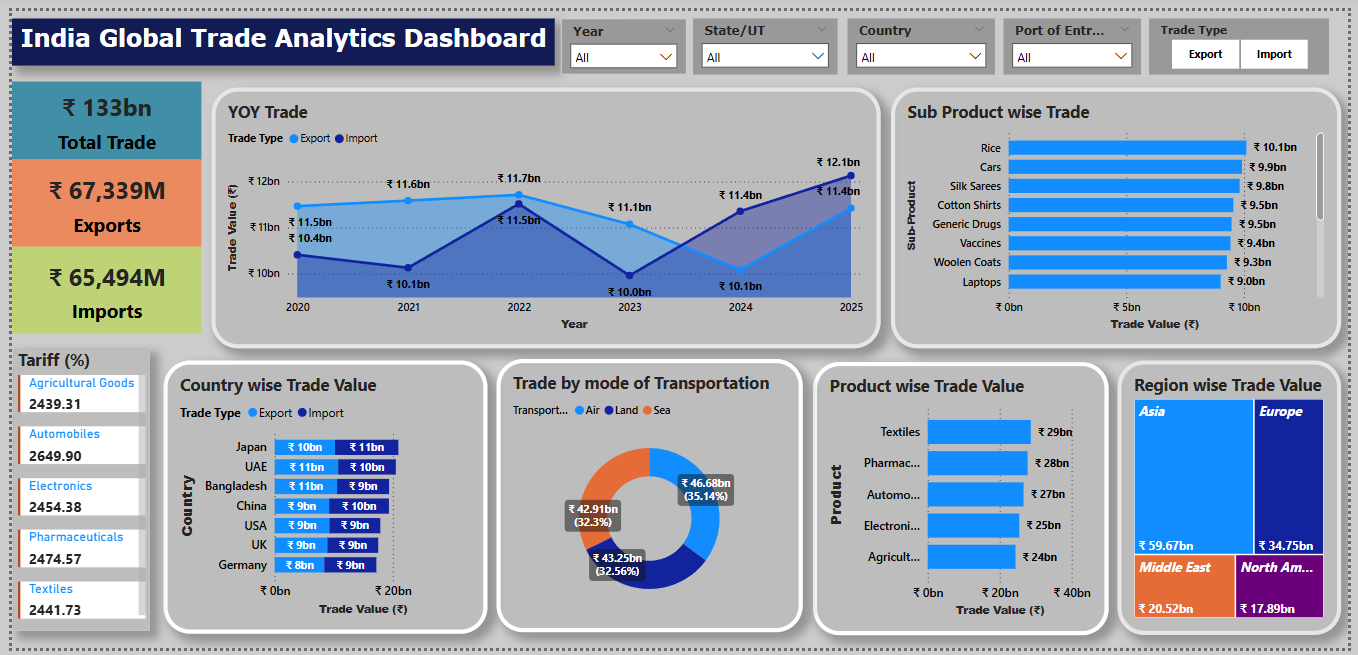 India Global Trade Analytics Dashboard
Year
All
State/UT
All
Country
All
Port of Entr...
All
Trade Type
Export
Import
₹ 133bn
Total Trade
₹ 67,339M
Exports
₹ 65,494M
Imports
YOY Trade
Trade Type Export Import
Trade Value (₹)
₹ 12bn
₹ 11bn
₹ 10bn
₹ 11.5bn
₹ 11.6bn
₹ 11.7bn
₹ 11.1bn
₹ 10.1bn
₹ 11.4bn
₹ 10.4bn
₹ 10.1bn
₹ 11.5bn
₹ 10.0bn
₹ 11.4bn
₹ 12.1bn
2020 2021 2022 2023 2024 2025
Year
Sub Product wise Trade
Sub-Product
Rice ₹ 10.1bn
Cars ₹ 9.9bn
Silk Sarees ₹ 9.8bn
Cotton Shirts ₹ 9.5bn
Generic Drugs ₹ 9.5bn
Vaccines ₹ 9.4bn
Woolen Coats ₹ 9.3bn
Laptops ₹ 9.0bn
₹ 0bn ₹ 5bn ₹ 10bn
Trade Value (₹)
Tariff (%)
Agricultural Goods
2439.31
Automobiles
2649.90
Electronics
2454.38
Pharmaceuticals
2474.57
Textiles
2441.73
Country wise Trade Value
Trade Type Export Import
Country
Japan ₹ 10bn ₹ 11bn
UAE ₹ 11bn ₹ 10bn
Bangladesh ₹ 11bn ₹ 9bn
China ₹ 9bn ₹ 10bn
USA ₹ 9bn ₹ 9bn
UK ₹ 9bn ₹ 9bn
Germany ₹ 8bn ₹ 9bn
₹ 0bn ₹ 20bn
Trade Value (₹)
Trade by mode of Transportation
Transport... Air Land Sea
₹ 46.68bn
(35.14%)
₹ 42.91bn
(32.3%)
₹ 43.25bn
(32.56%)
Product wise Trade Value
Product
Textiles ₹ 29bn
Pharmac... ₹ 28bn
Automo... ₹ 27bn
Electroni... ₹ 25bn
Agricult... ₹ 24bn
₹ 0bn ₹ 20bn ₹ 40bn
Trade Value (₹)
Region wise Trade Value
Asia
₹ 59.67bn
Europe
₹ 34.75bn
Middle East
₹ 20.52bn
North Am...
₹ 17.89bn